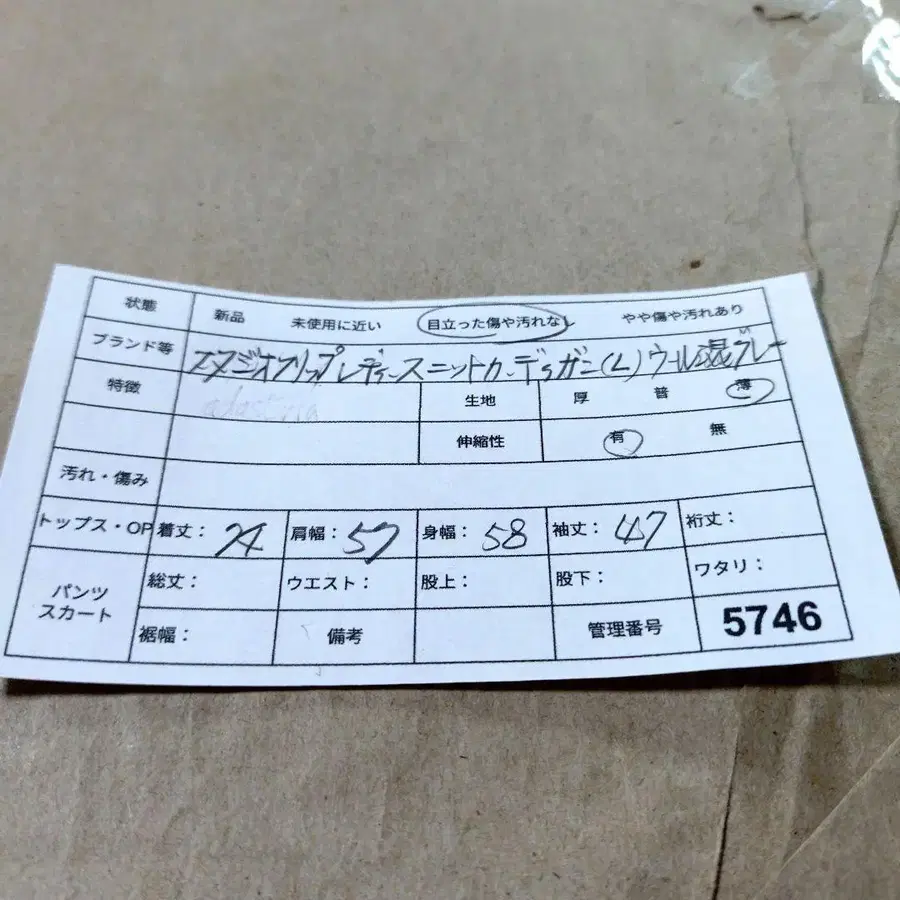 状態 新品 未使用に近い 目立った傷や汚れなし やや傷や汚れあり
ブランド等 スタジオクリップ レディース ニットカーディガン(L) ウール混 グレー
特徴 adastria 生地 厚 普 薄
伸縮性 有 無
汚れ・傷み
トップス・OP 着丈: 74 肩幅: 57 身幅: 58 袖丈: 47 裄丈:
パンツ スカート 総丈: ウエスト: 股上: 股下: ワタリ:
裾幅: 備考 管理番号 5746